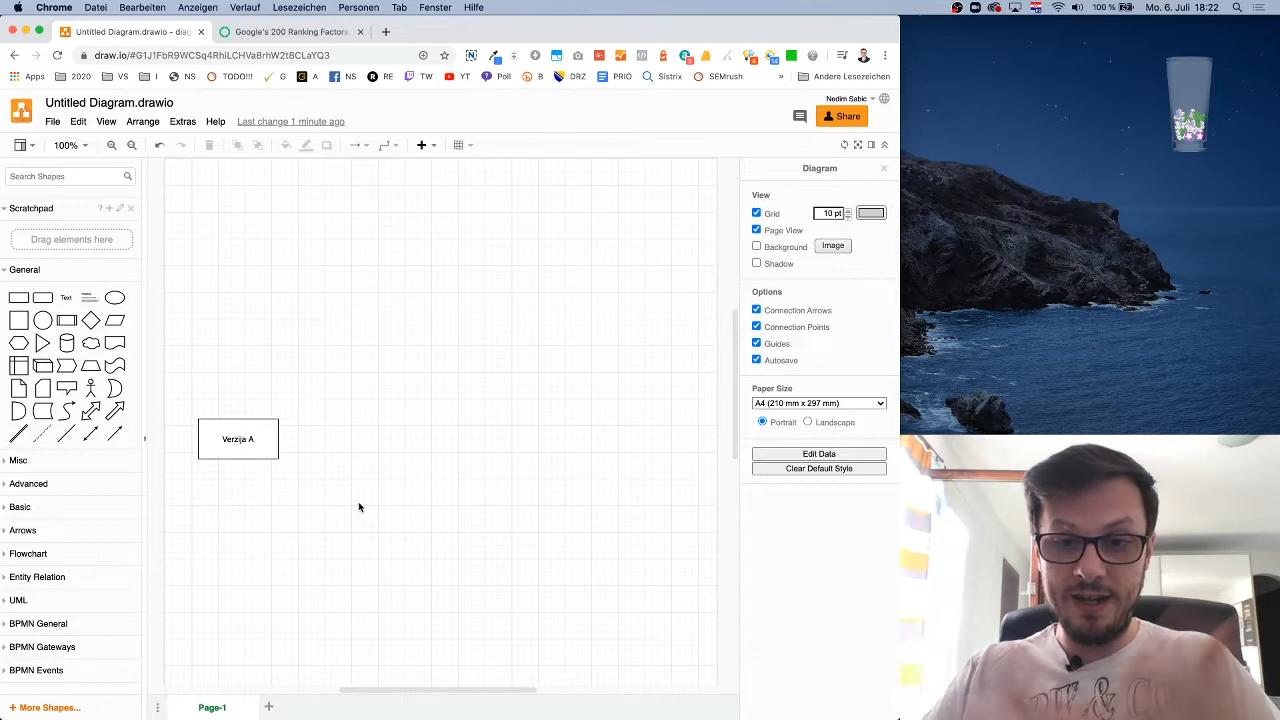 Chrome Datei Bearbeiten Anzeigen Verlauf Lesezeichen Personen Tab Fenster Hilfe 100 % Mo. 6. Juli 18:22
Untitled Diagram.drawio - diag Google's 200 Ranking Factors:
draw.io/#G1J1FbR9WCSq4RhiLCHVa8rhW2t8CLaYQ3
Apps 2020 VS NS TODO!!! G A NS RE TW YT Poll B DRZ PRIO Sistrix SEMrush » Andere Lesezeichen
Untitled Diagram.drawio
Nedim Sabic
File Edit View Arrange Extras Help Last change 1 minute ago
Share
100%
Search Shapes
Diagram
Scratchpad
Drag elements here
General
Text
View
Grid 10 pt
Page View
Background Image
Shadow
Options
Connection Arrows
Connection Points
Guides
Autosave
Paper Size
A4 (210 mm x 297 mm)
Portrait Landscape
Edit Data
Clear Default Style
Verzija A
Misc
Advanced
Basic
Arrows
Flowchart
Entity Relation
UML
BPMN General
BPMN Gateways
BPMN Events
+ More Shapes...
Page-1